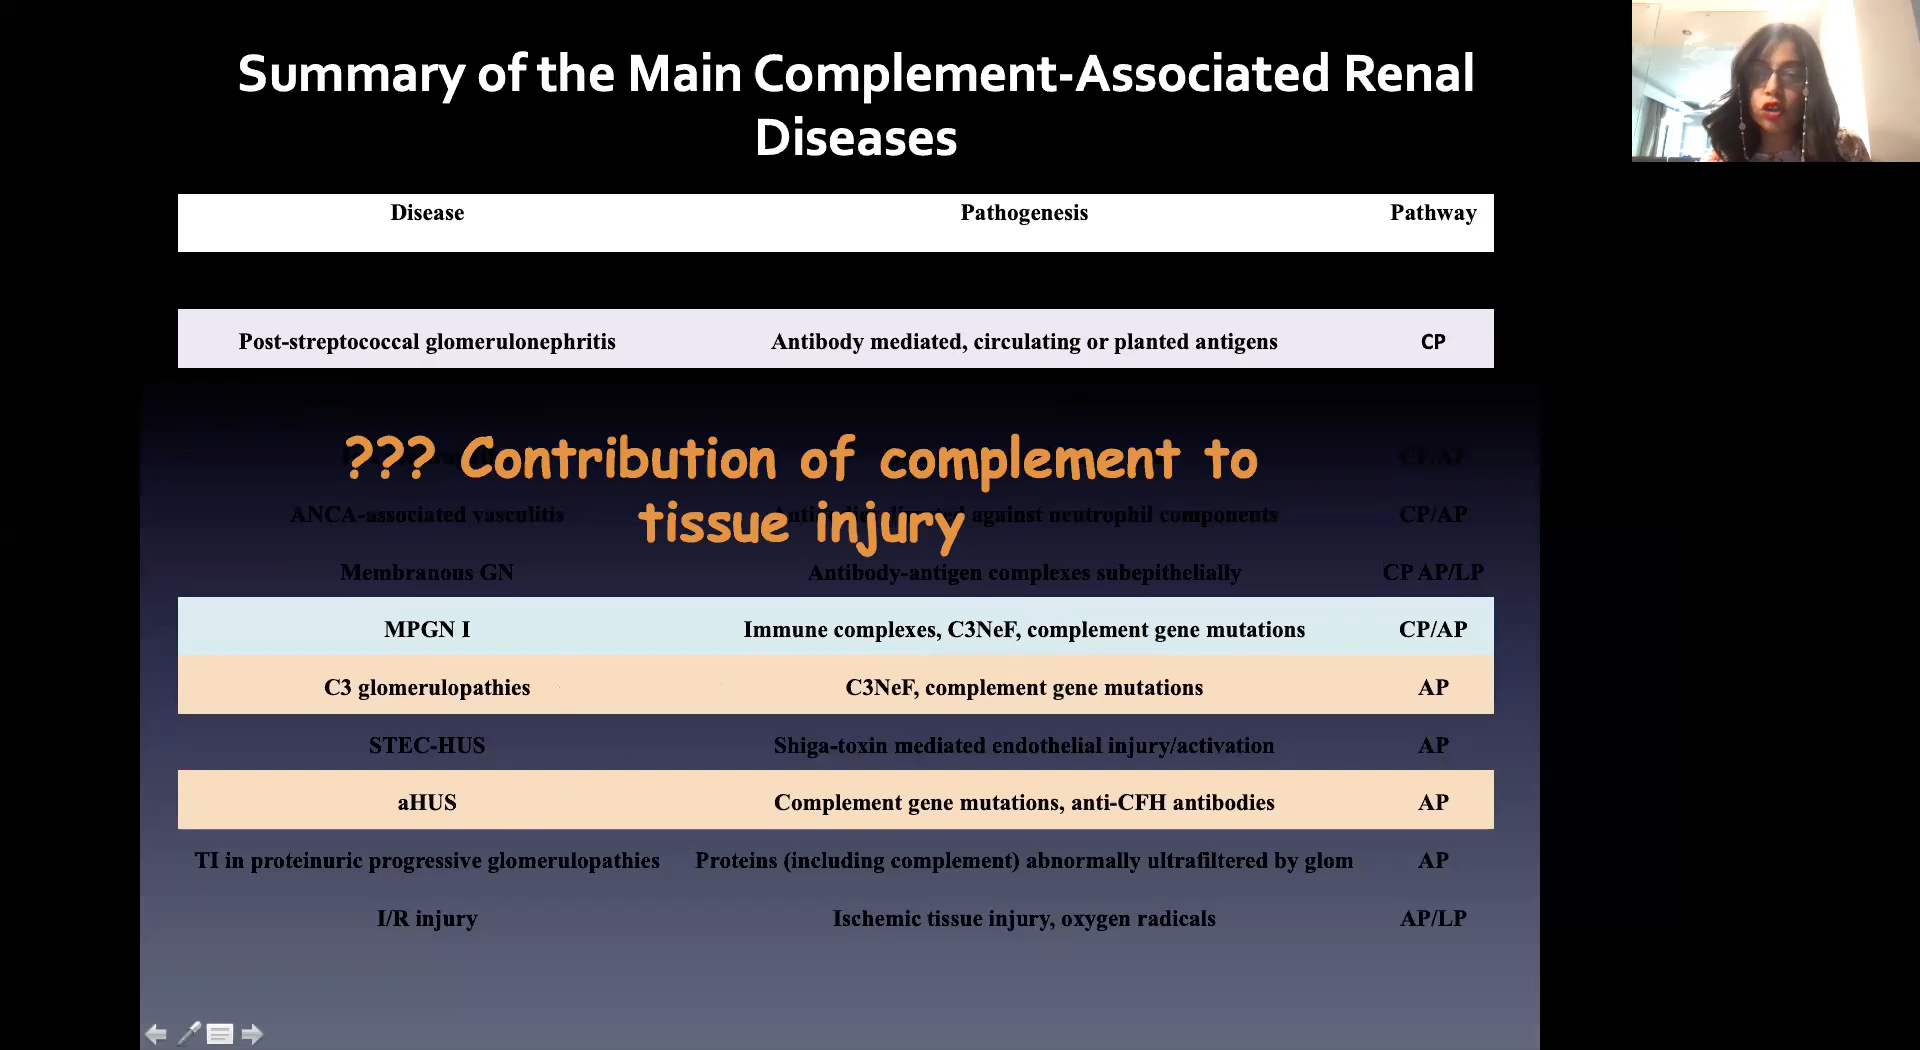 Summary of the Main Complement-Associated Renal
Diseases
Disease Pathogenesis Pathway
Post-streptococcal glomerulonephritis Antibody mediated, circulating or planted antigens CP
??? Contribution of complement to
CP/AP
tissue injury
ANCA-associated vasculitis against neutrophil components CP/AP
Membranous GN Antibody-antigen complexes subepithelially CP AP/LP
MPGN I Immune complexes, C3NeF, complement gene mutations CP/AP
C3 glomerulopathies C3NeF, complement gene mutations AP
STEC-HUS Shiga-toxin mediated endothelial injury/activation AP
aHUS Complement gene mutations, anti-CFH antibodies AP
TI in proteinuric progressive glomerulopathies Proteins (including complement) abnormally ultrafiltered by glom AP
I/R injury Ischemic tissue injury, oxygen radicals AP/LP